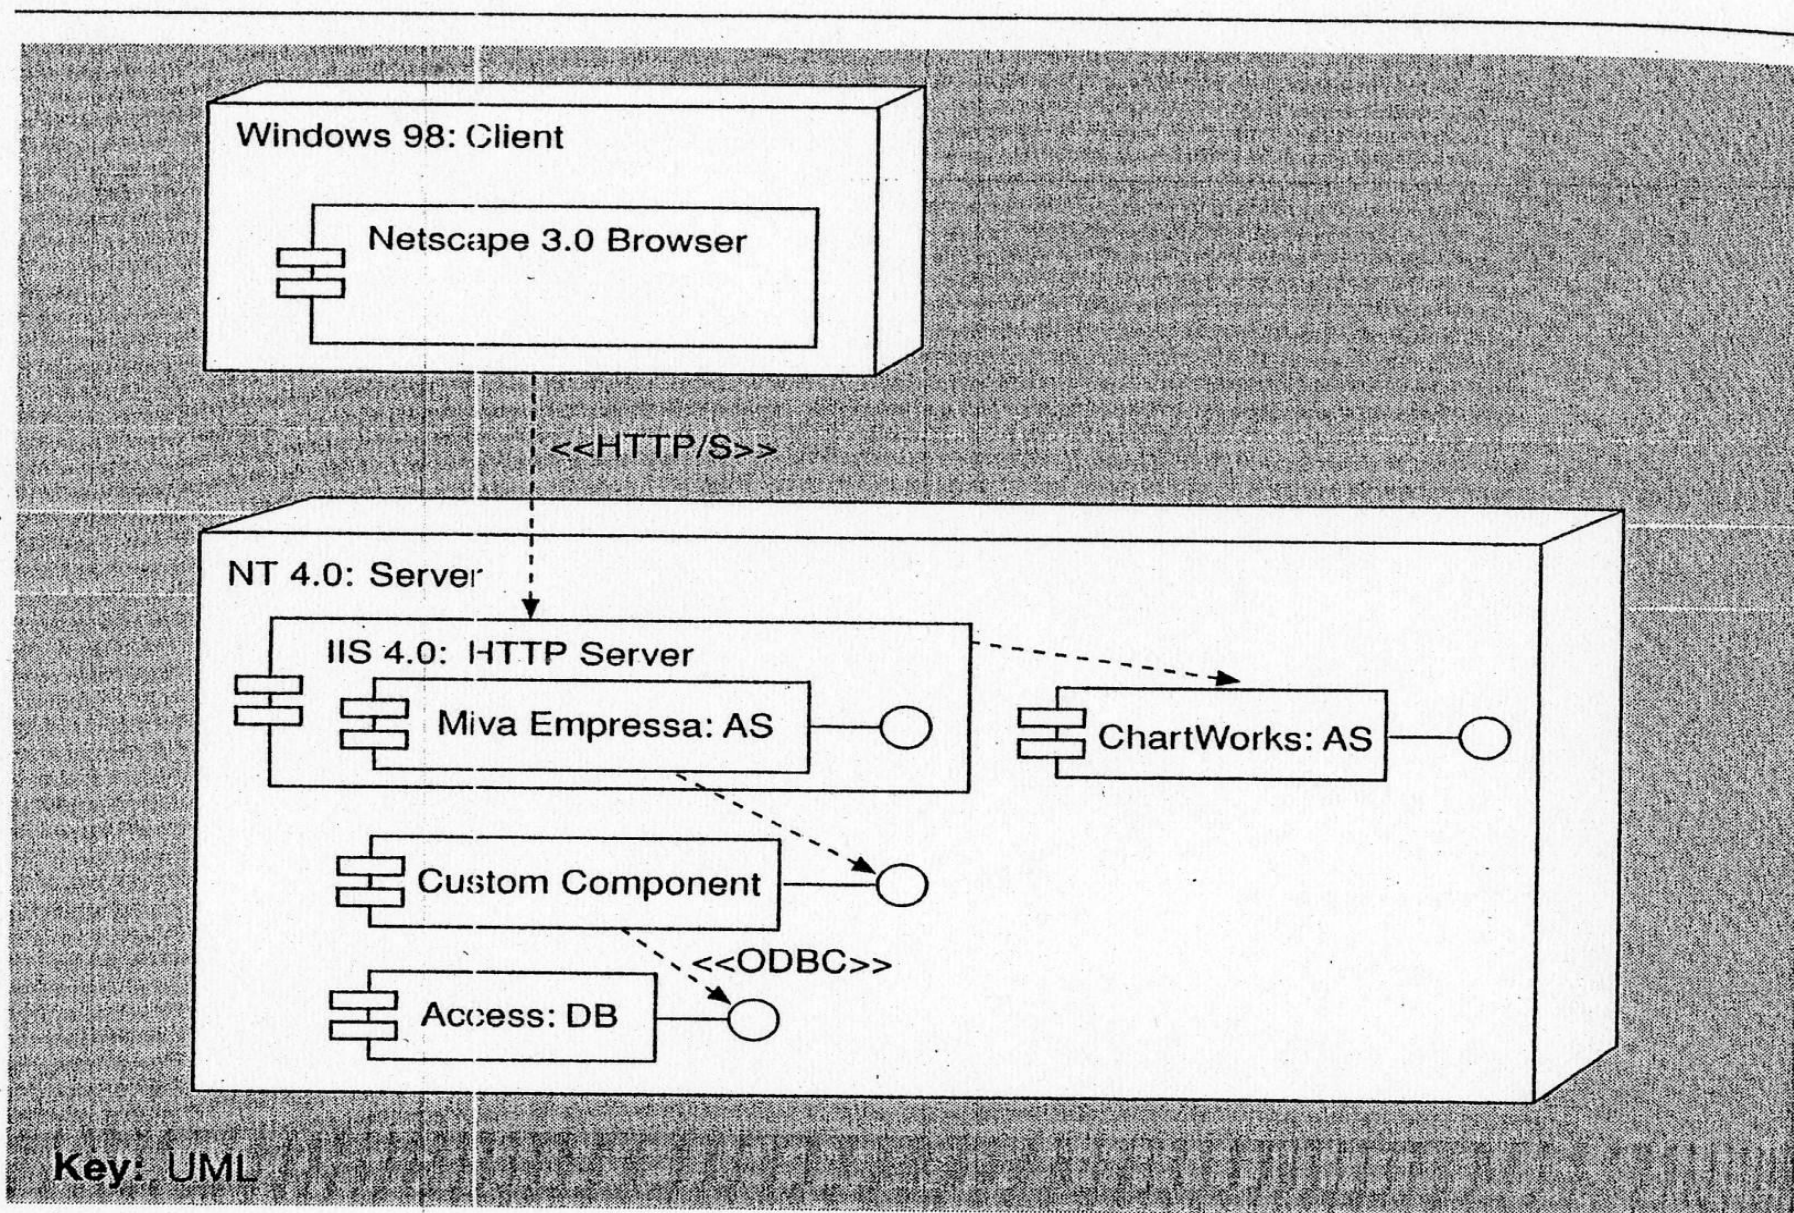 Windows 98: Client
Netscape 3.0 Browser
<<HTTP/S>>
NT 4.0: Server
IIS 4.0: HTTP Server
Miva Empressa: AS
ChartWorks: AS
Custom Component
<<ODBC>>
Access: DB
Key: UML